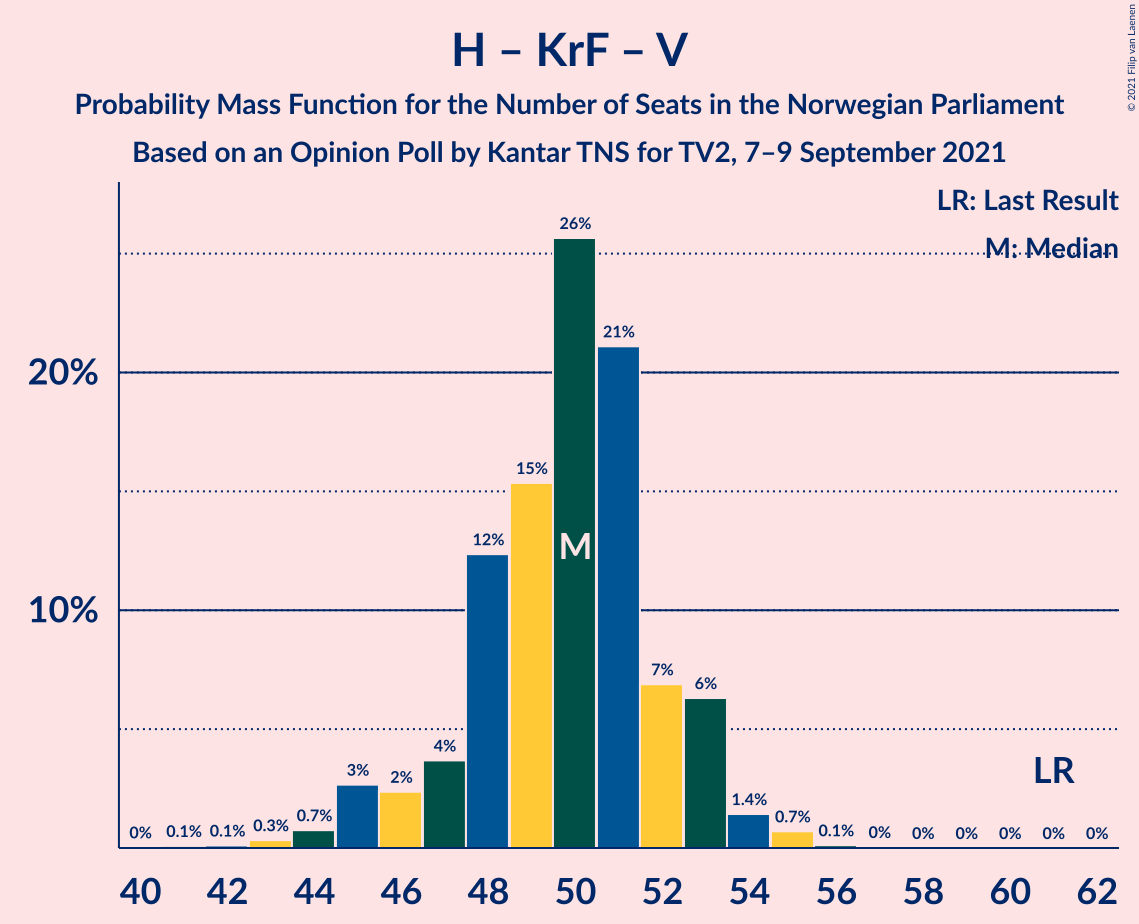 H – KrF – V
Probability Mass Function for the Number of Seats in the Norwegian Parliament
Based on an Opinion Poll by Kantar TNS for TV2, 7–9 September 2021
© 2021 Filip van Laenen
LR: Last Result
M: Median
26%
21%
20%
15%
12%
M
10%
7%
6%
4%
3%
2%
LR
1.4%
0% 0.1% 0.1% 0.3% 0.7% 0.7% 0.1% 0% 0% 0% 0% 0% 0%
40 42 44 46 48 50 52 54 56 58 60 62